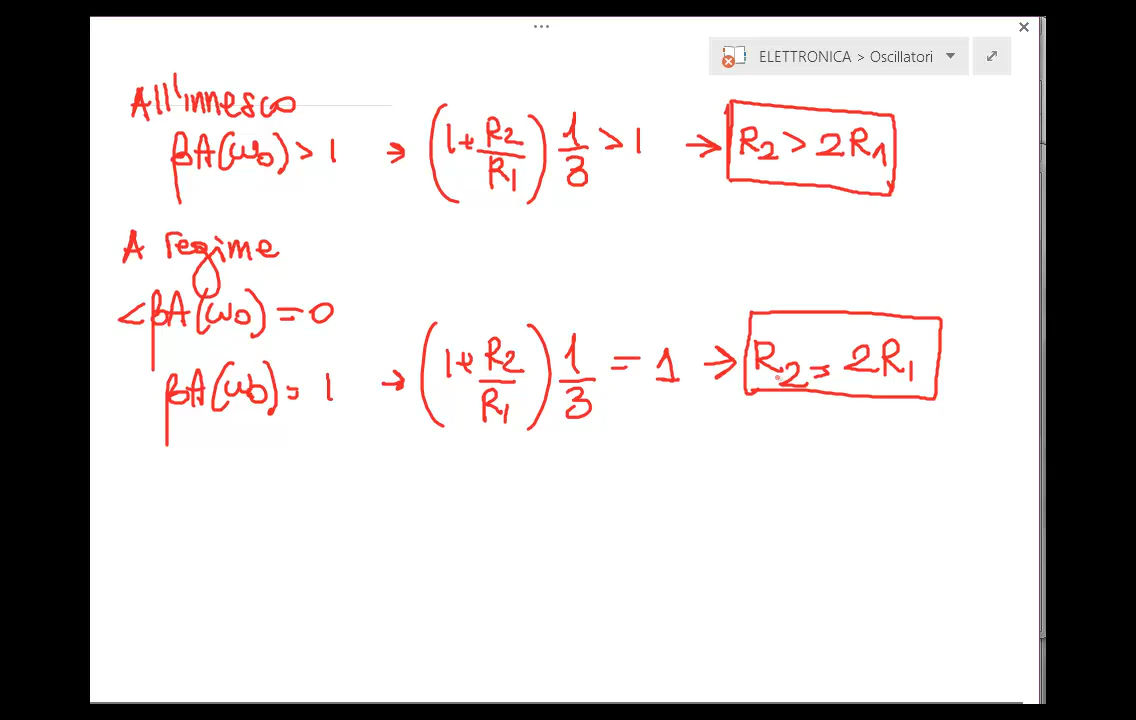 ELETTRONICA > Oscillatori
All'innesco
βA(ω0) > 1 → (1+R2/R1) 1/3 > 1 → R2 > 2R1
A regime
<βA(ω0) = 0
βA(ω0) = 1 → (1+R2/R1) 1/3 = 1 → R2 = 2R1